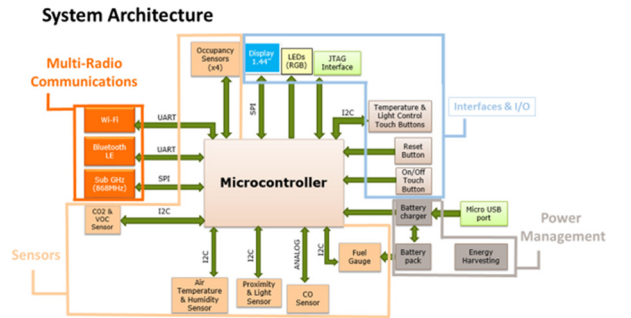 System Architecture
Multi-Radio
Communications
Occupancy
Sensors
(x4)
Display
1.44"
LEDs
(RGB)
JTAG
Interface
Interfaces & I/O
Wi-Fi
UART
SPI
I2C
Temperature &
Light Control
Touch Buttons
Bluetooth
LE
UART
Reset
Button
Sub GHz
(868MHz)
SPI
Microcontroller
On/Off
Touch
Button
CO2 &
VOC
Sensor
I2C
Battery
charger
Micro USB
port
Power
Management
Sensors
I2C
I2C
ANALOG
I2C
Fuel
Gauge
Battery
pack
Energy
Harvesting
Air
Temperature
& Humidity
Sensor
Proximity
& Light
Sensor
CO
Sensor